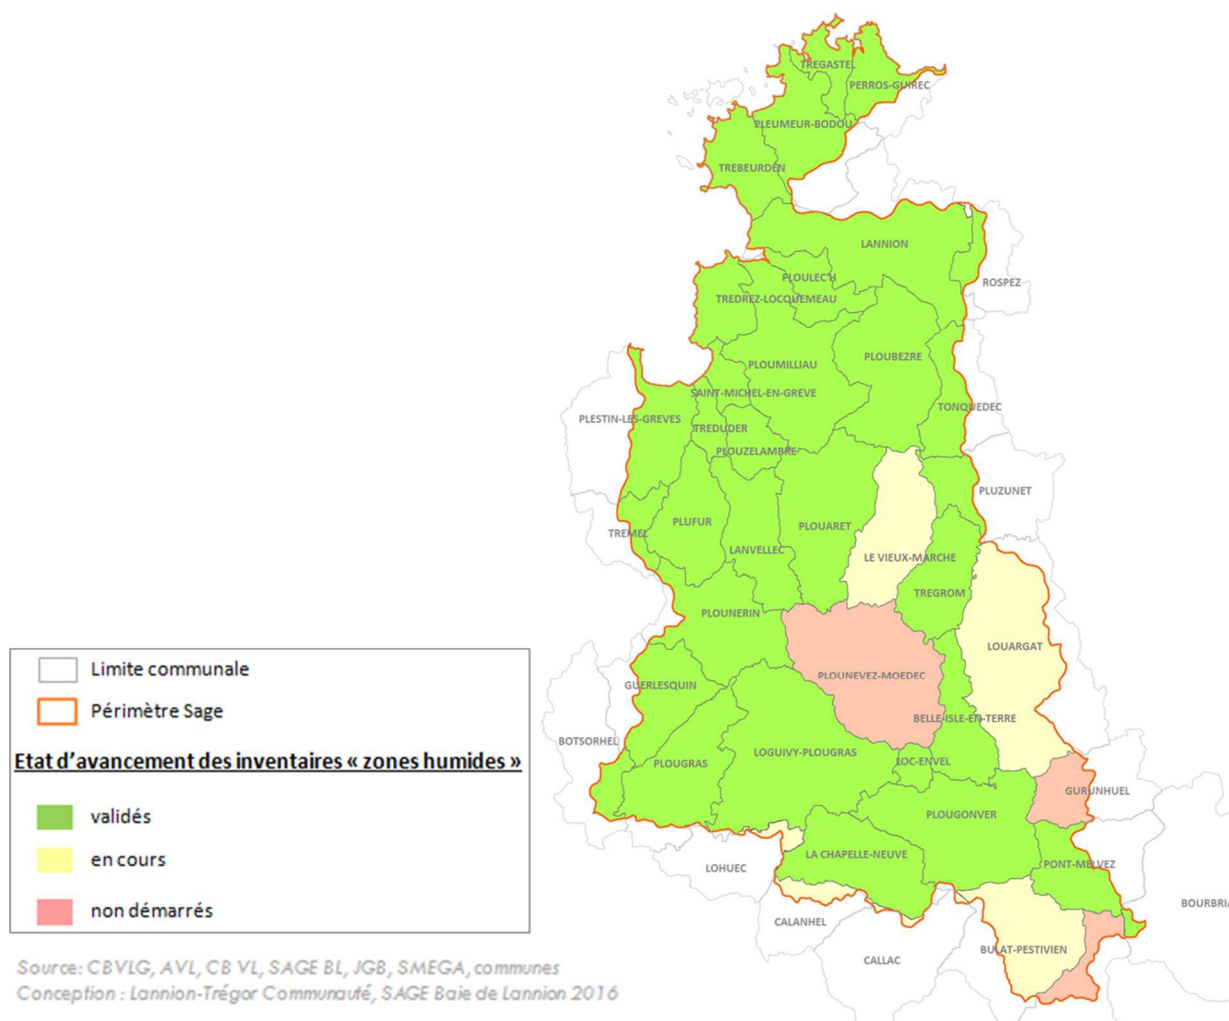 TREGASTEL
PERROS-GUIREC
PLEUMEUR-BODOU
TREBEURDEN
LANNION
PLOULEC'H
ROSPEZ
TREDREZ-LOCQUEMEAU
PLOUBEZRE
PLOUMILLIAU
SAINT-MICHEL-EN-GREVE
TONQUEDEC
PLESTIN-LES-GREVES
TREDUDER
PLOUZELAMBRE
PLUZUNET
PLUFUR
PLOUARET
TREMEL
LANVELLEC
LE VIEUX-MARCHE
TREGROM
PLOUNERIN
LOUARGAT
PLOUNEVEZ-MOEDEC
GUERLESQUIN
BELLE-ISLE-EN-TERRE
BOTSORHEL
LOGUIVY-PLOUGRAS
PLOUGRAS
LOC-ENVEL
GURUNHUEL
PLOUGONVER
LA CHAPELLE-NEUVE
PONT-MELVEZ
LOHUEC
BOURBRIA
CALANHEL
BULAT-PESTIVIEN
CALLAC
Limite communale
Périmètre Sage
Etat d'avancement des inventaires « zones humides »
validés
en cours
non démarrés
Source: CBVLG, AVL, CB VL, SAGE BL, JGB, SMEGA, communes
Conception : Lannion-Trégor Communauté, SAGE Baie de Lannion 2016